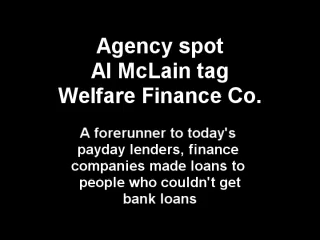 Agency spot
Al McLain tag
Welfare Finance Co.
A forerunner to today's
payday lenders, finance
companies made loans to
people who couldn't get
bank loans